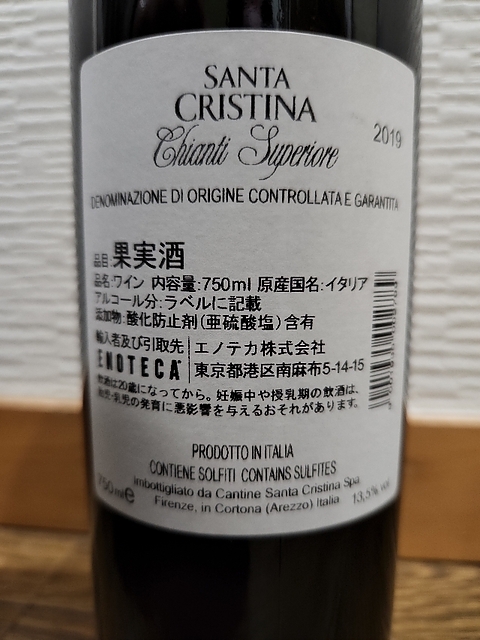 SANTA
CRISTINA
Chianti Superiore
2019
DENOMINAZIONE DI ORIGINE CONTROLLATA E GARANTITA
品目:果実酒
品名:ワイン 内容量:750ml 原産国名:イタリア
アルコール分:ラベルに記載
添加物:酸化防止剤(亜硫酸塩)含有
輸入者及び引取先 エノテカ株式会社
ENOTECA 東京都港区南麻布5-14-15
飲酒は20歳になってから。妊娠中や授乳期の飲酒は、
胎児・乳児の発育に悪影響を与えるおそれがあります。
PRODOTTO IN ITALIA
CONTIENE SOLFITI CONTAINS SULFITES
Imbottigliato da Cantine Santa Cristina Spa
750 ml e Firenze, in Cortona (Arezzo) Italia 13,5% vol